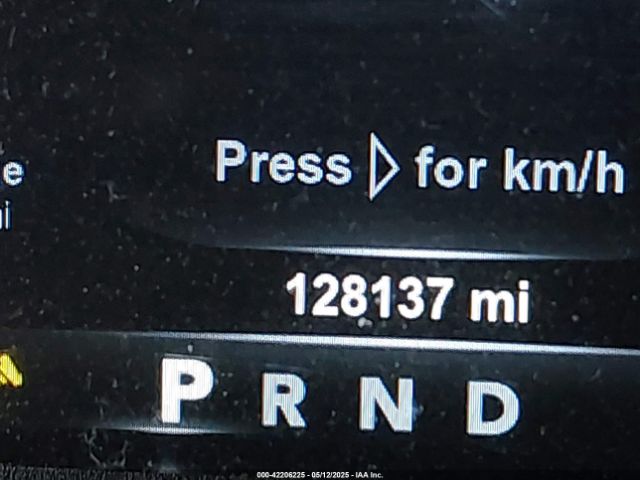 Press ▷ for km/h
128137 mi
P R N D
000-42206225 - 05/12/2025 - IAA Inc.